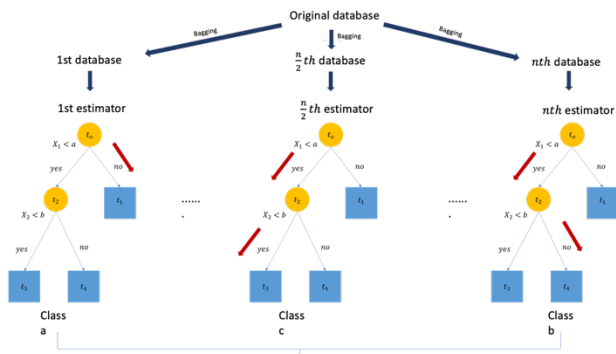 Original database
Bagging
Bagging
Bagging
1st database
n/2 th database
nth database
1st estimator
n/2 th estimator
nth estimator
t₀
X₁ < a
yes
no
t₂
t₁
X₂ < b
yes
no
t₃
t₄
Class
a
......
.
t₀
X₁ < a
yes
no
t₂
t₁
X₂ < b
yes
no
t₃
t₄
Class
c
......
.
t₀
X₁ < a
yes
no
t₂
t₁
X₂ < b
yes
no
t₃
t₄
Class
b